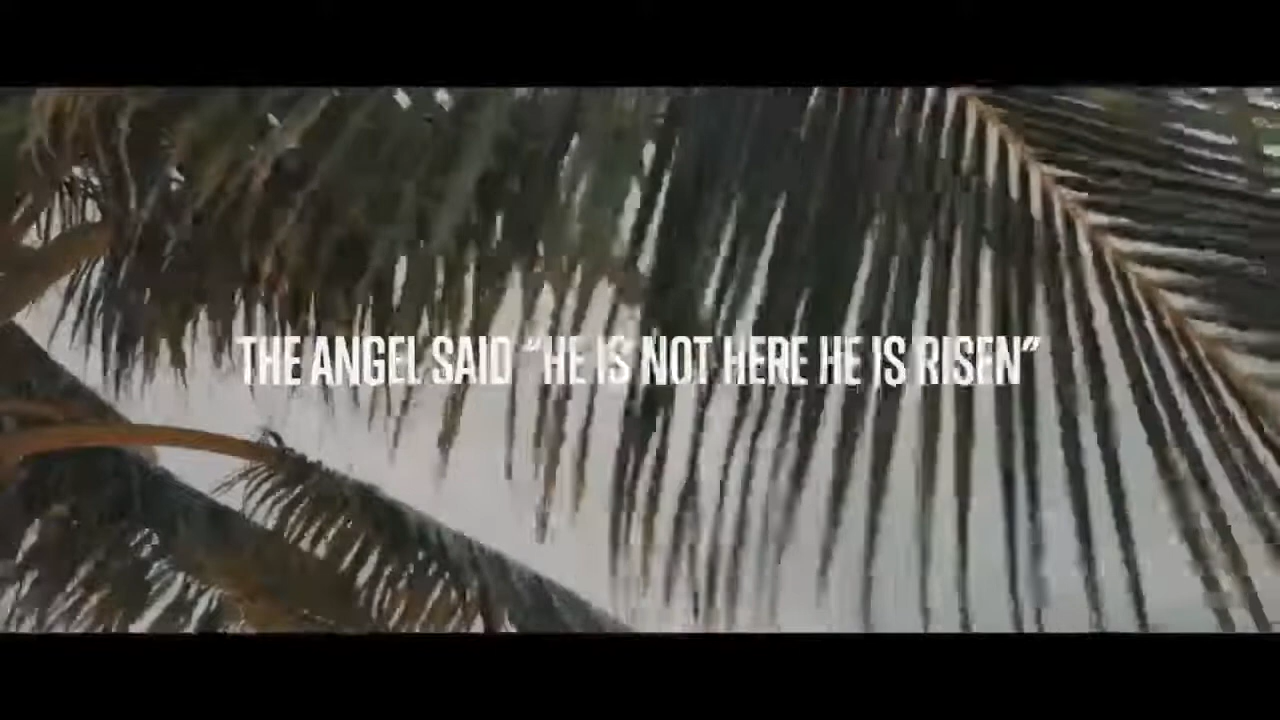 THE ANGEL SAID "HE IS NOT HERE HE IS RISEN"